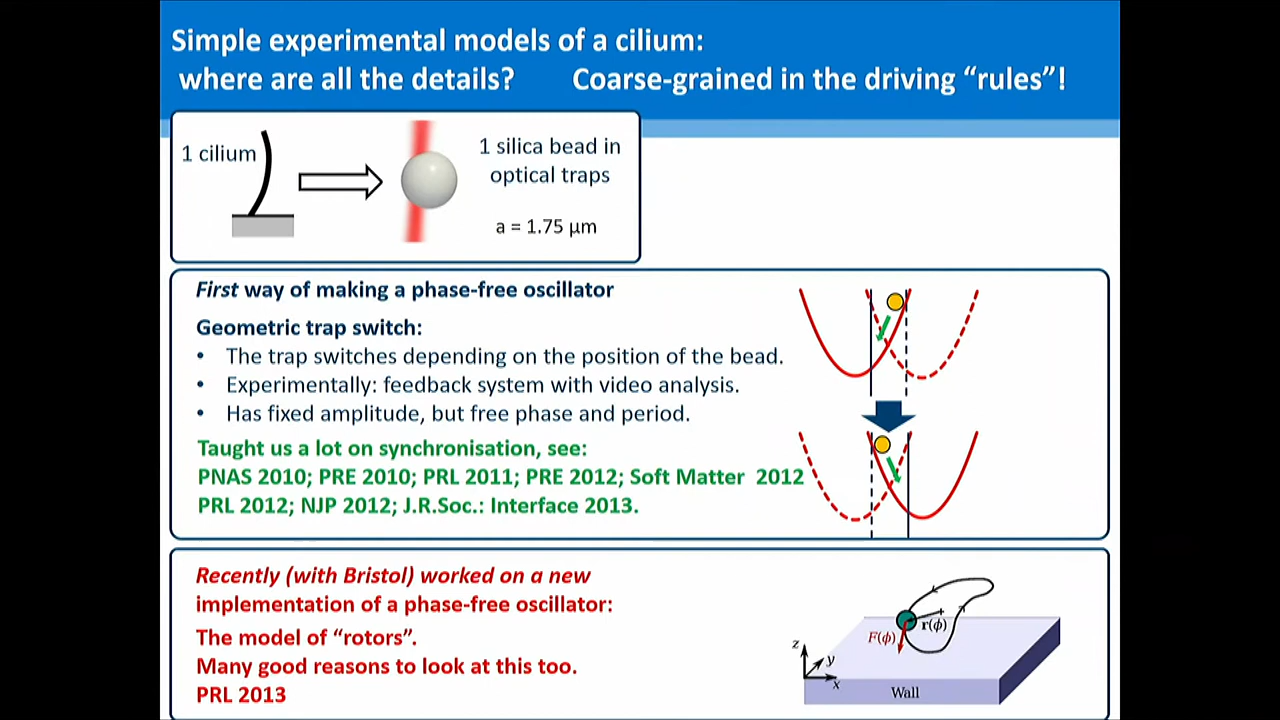 Simple experimental models of a cilium:
where are all the details? Coarse-grained in the driving “rules”!
1 cilium
1 silica bead in
optical traps
a = 1.75 µm
First way of making a phase-free oscillator
Geometric trap switch:
• The trap switches depending on the position of the bead.
• Experimentally: feedback system with video analysis.
• Has fixed amplitude, but free phase and period.
Taught us a lot on synchronisation, see:
PNAS 2010; PRE 2010; PRL 2011; PRE 2012; Soft Matter 2012
PRL 2012; NJP 2012; J.R.Soc.: Interface 2013.
Recently (with Bristol) worked on a new
implementation of a phase-free oscillator:
The model of “rotors”.
Many good reasons to look at this too.
PRL 2013
r(ϕ)
F(ϕ)
z
y
x
Wall